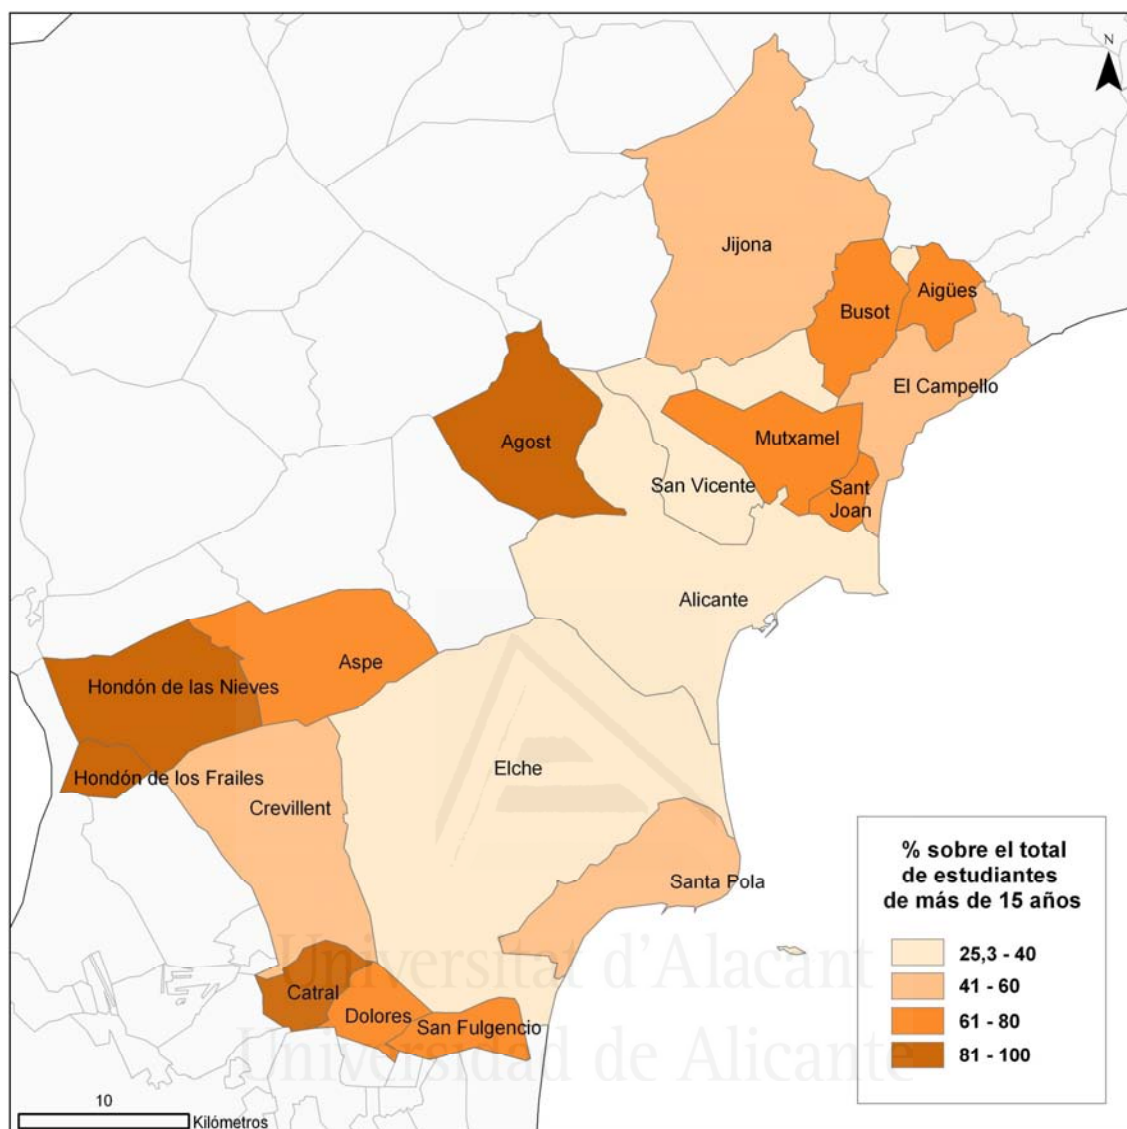 N
Jijona
Aigües
Busot
El Campello
Agost
Mutxamel
San Vicente
Sant
Joan
Alicante
Aspe
Hondón de las Nieves
Elche
Hondón de los Frailes
Crevillent
Santa Pola
Catral
Dolores
San Fulgencio
% sobre el total
de estudiantes
de más de 15 años
25,3 - 40
41 - 60
61 - 80
81 - 100
Universitat d'Alacant
Universidad de Alicante
10
Kilómetros